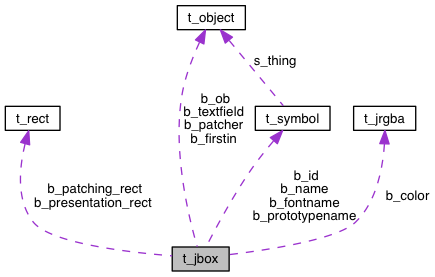 t_object
s_thing
b_ob
b_textfield
b_patcher
b_firstin
t_rect
t_symbol
t_jrgba
b_patching_rect
b_presentation_rect
b_id
b_name
b_fontname
b_prototypename
b_color
t_jbox